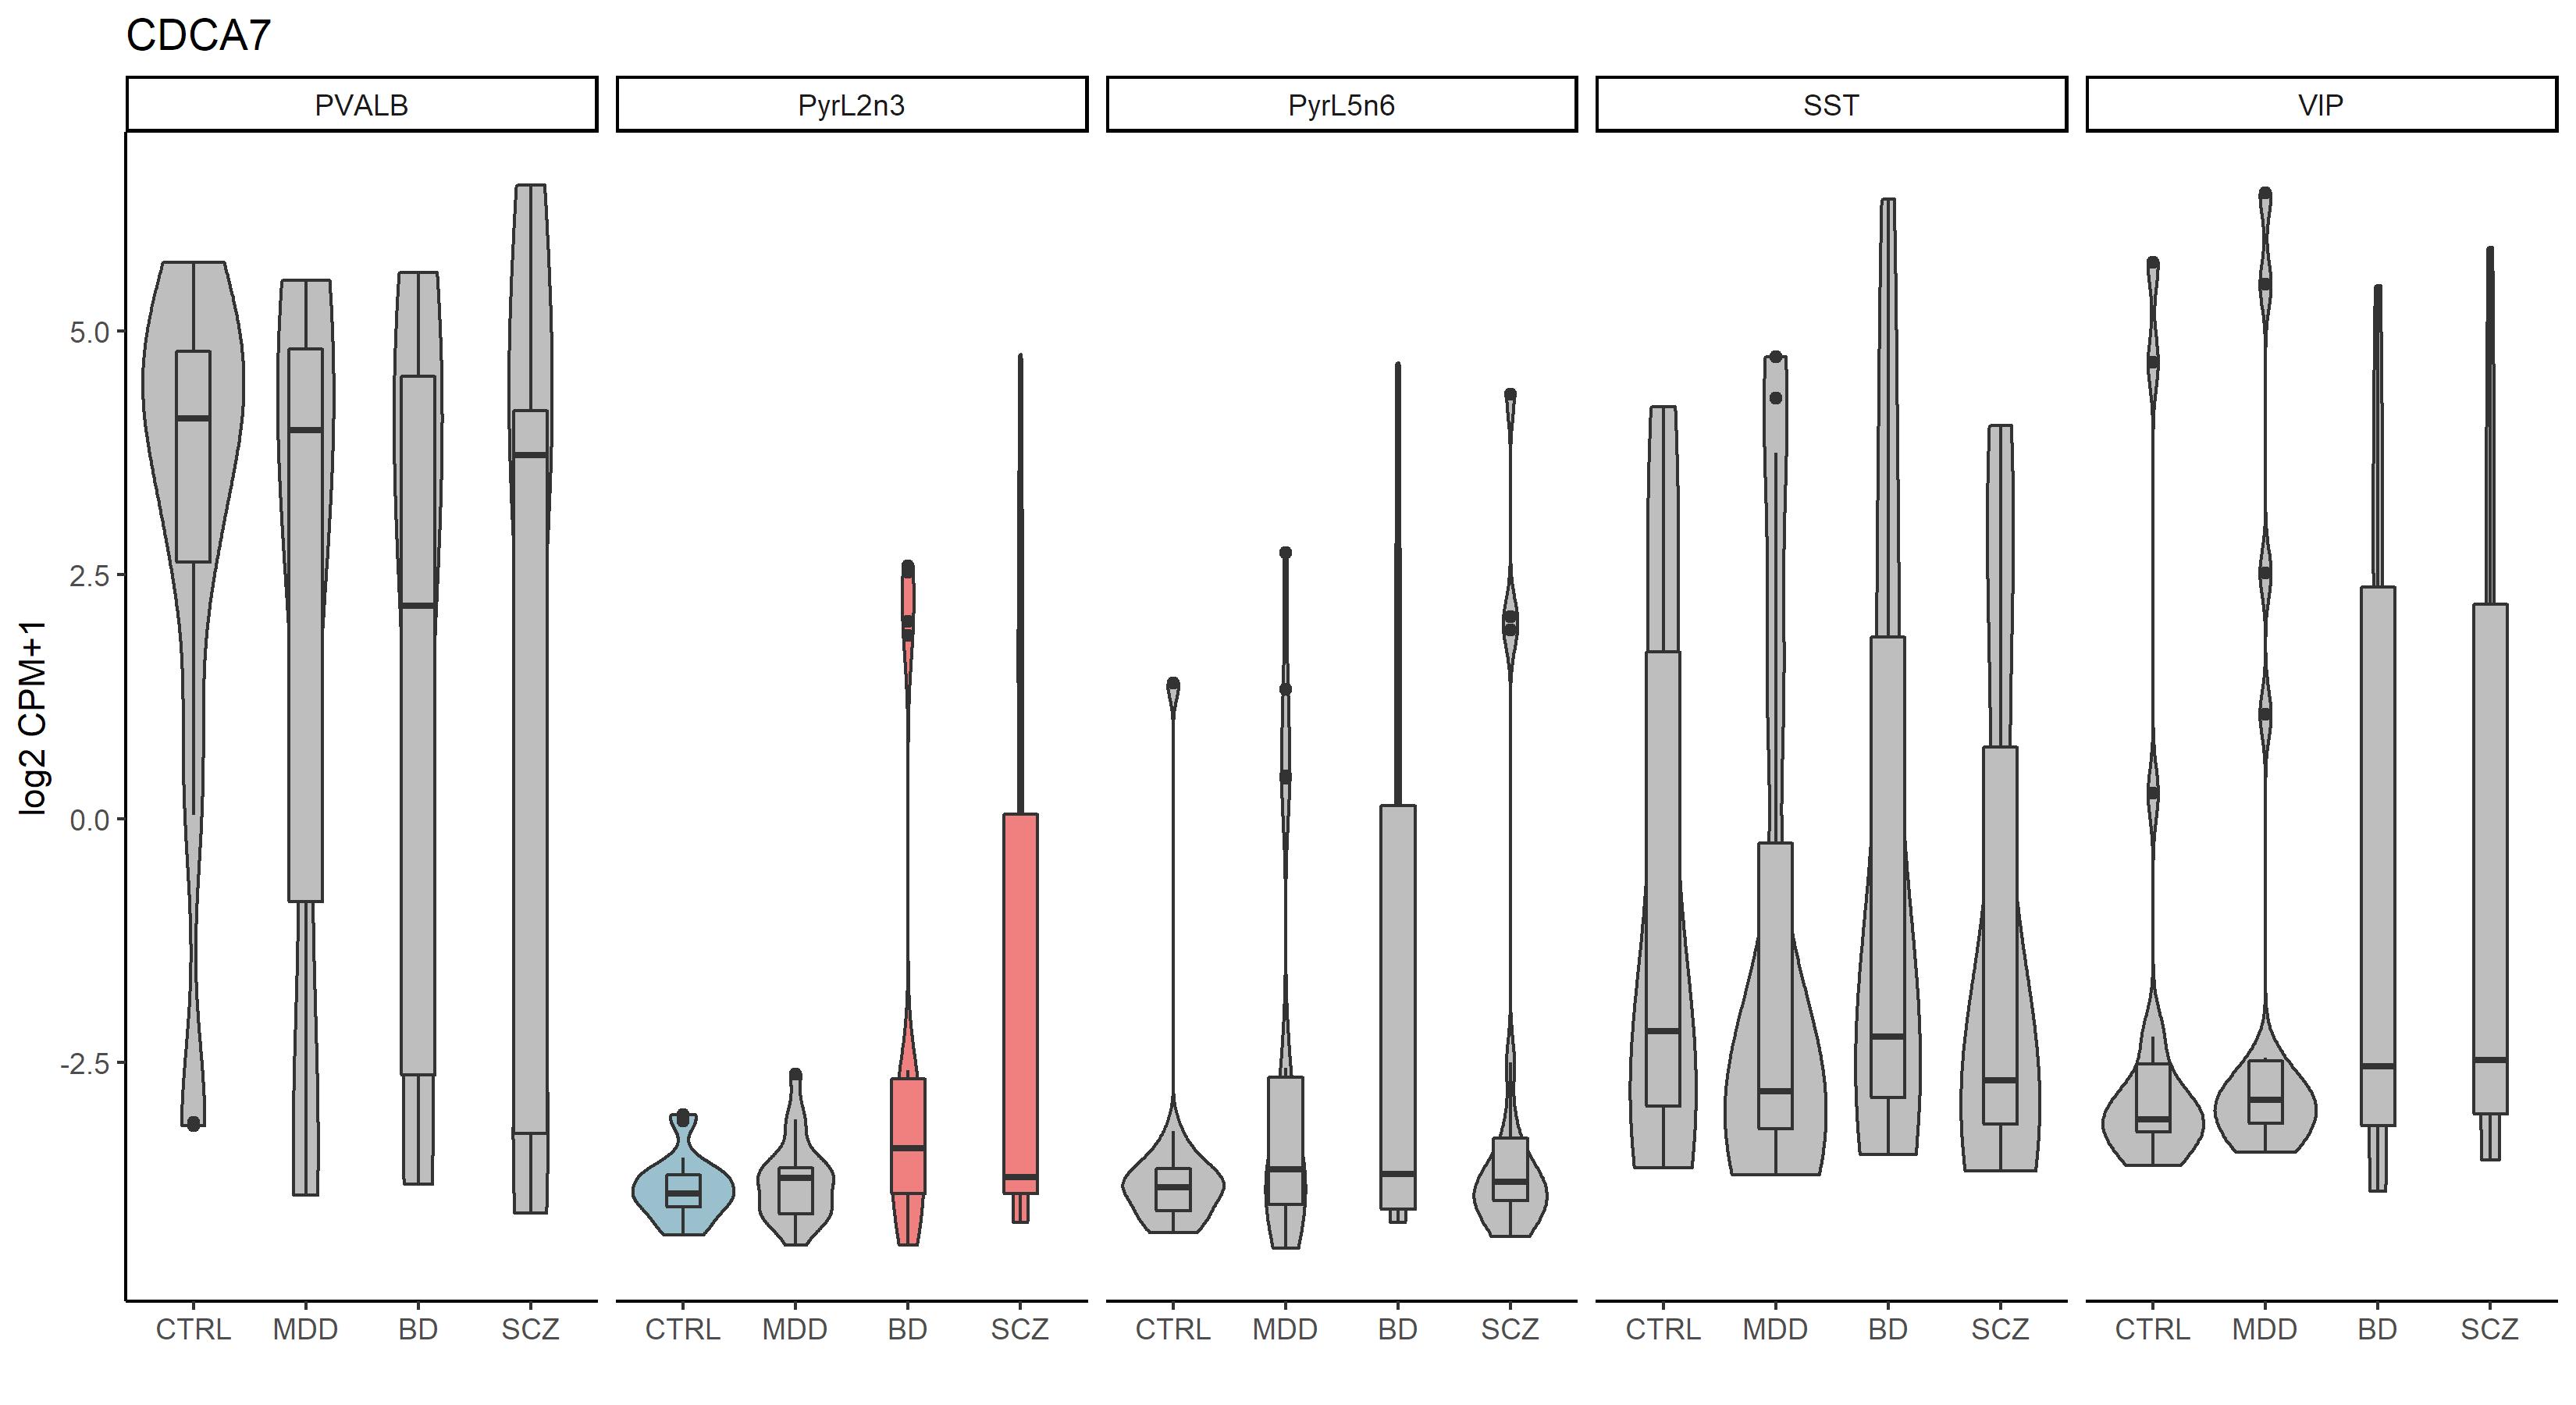 CDCA7
PVALB PyrL2n3 PyrL5n6 SST VIP
log2 CPM+1
5.0
2.5
0.0
-2.5
CTRL MDD BD SCZ CTRL MDD BD SCZ CTRL MDD BD SCZ CTRL MDD BD SCZ CTRL MDD BD SCZ